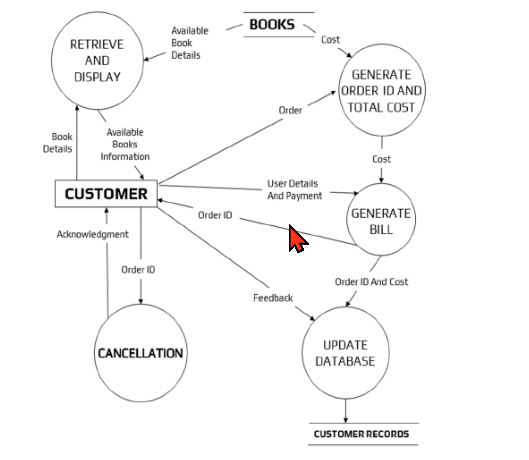 BOOKS
Available
Book
Details
Cost
RETRIEVE
AND
DISPLAY
GENERATE
ORDER ID AND
TOTAL COST
Order
Book
Details
Available
Books
Information
Cost
CUSTOMER
User Details
And Payment
Order ID
GENERATE
BILL
Acknowledgment
Order ID
Order ID And Cost
Feedback
CANCELLATION
UPDATE
DATABASE
CUSTOMER RECORDS